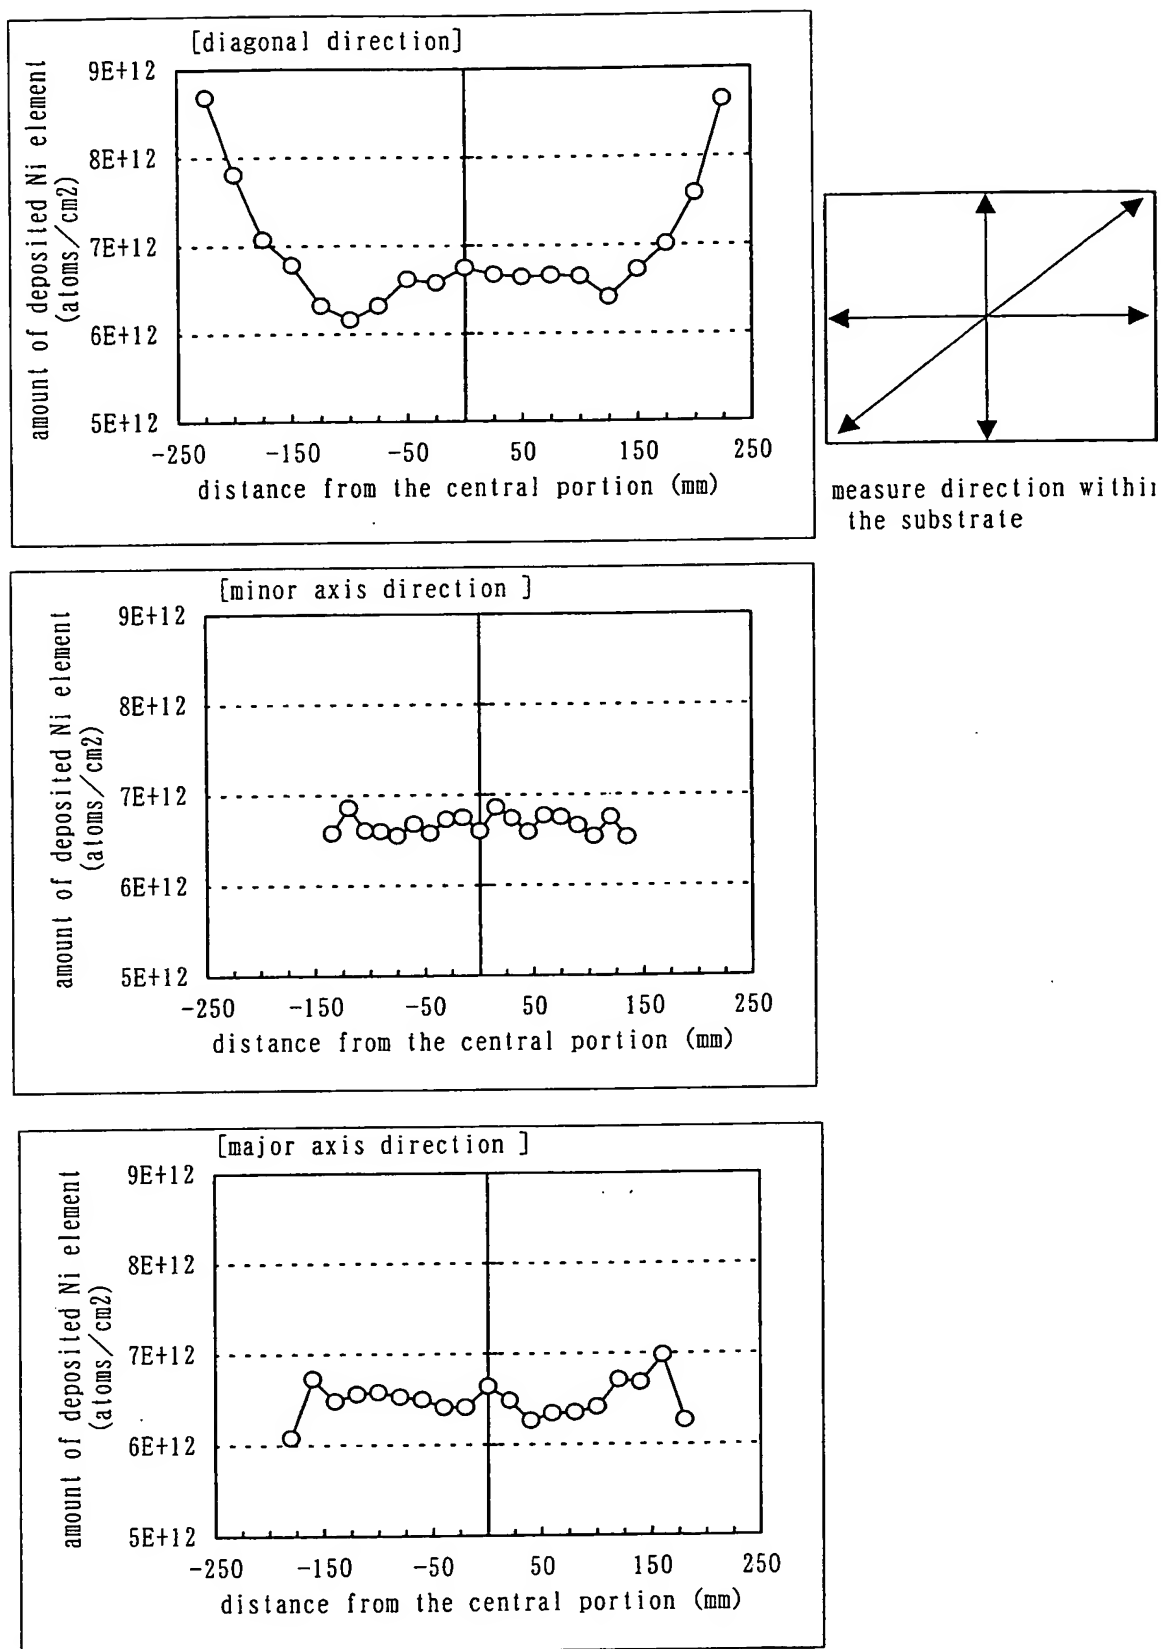 [diagonal direction]
amount of deposited Ni element
(atoms/cm2)
9E+12
8E+12
7E+12
6E+12
5E+12
-250 -150 -50 50 150 250
distance from the central portion (mm)
measure direction within
the substrate
[minor axis direction ]
amount of deposited Ni element
(atoms/cm2)
9E+12
8E+12
7E+12
6E+12
5E+12
-250 -150 -50 50 150 250
distance from the central portion (mm)
[major axis direction ]
amount of deposited Ni element
(atoms/cm2)
9E+12
8E+12
7E+12
6E+12
5E+12
-250 -150 -50 50 150 250
distance from the central portion (mm)